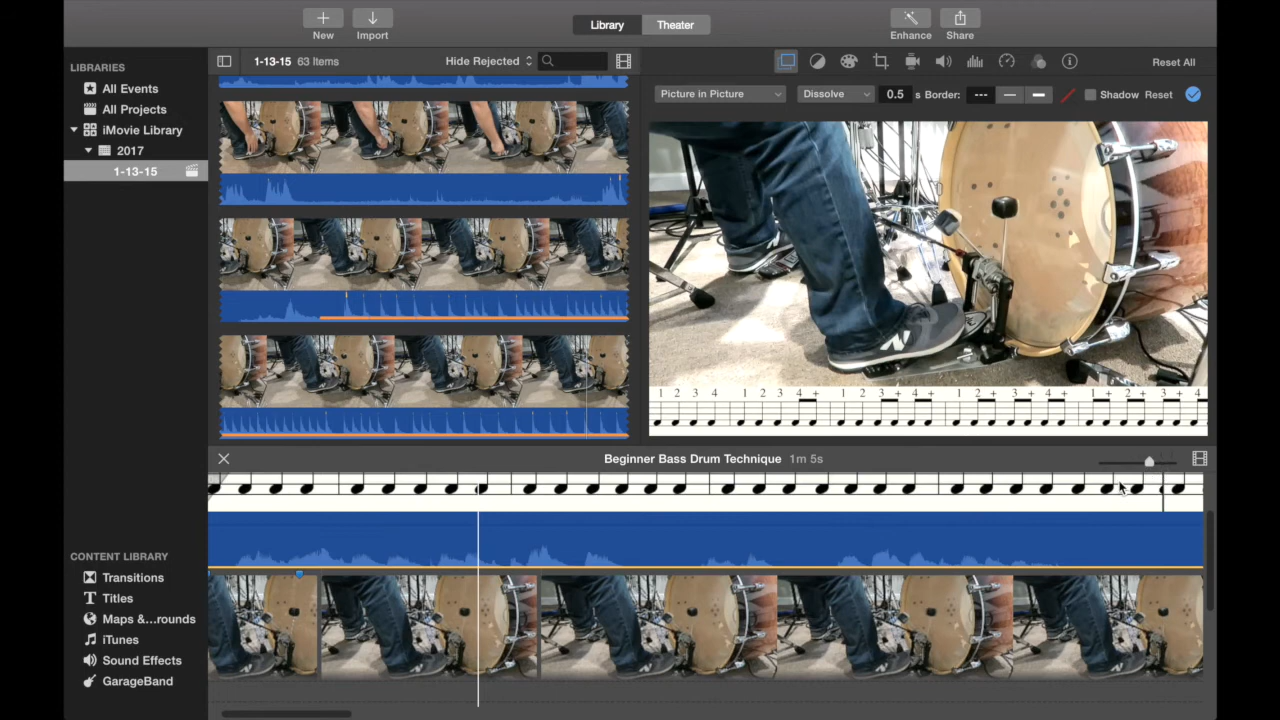 Library Theater
New Import Enhance Share
LIBRARIES
All Events
All Projects
iMovie Library
2017
1-13-15
1-13-15 63 Items Hide Rejected
Reset All
Picture in Picture Dissolve 0.5 s Border: Shadow Reset
N
1 2 3 4 1 2 3 4 + 1 2 3 + 4 + 1 2 + 3 + 4 + 1 + 2 + 3 + 4
Beginner Bass Drum Technique 1m 5s
CONTENT LIBRARY
Transitions
T Titles
Maps &...rounds
iTunes
Sound Effects
GarageBand